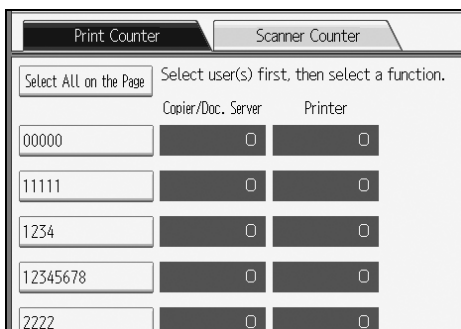 Print Counter Scanner Counter
Select All on the Page Select user(s) first, then select a function.
Copier/Doc. Server Printer
00000 0 0
11111 0 0
1234 0 0
12345678 0 0
2222 0 0